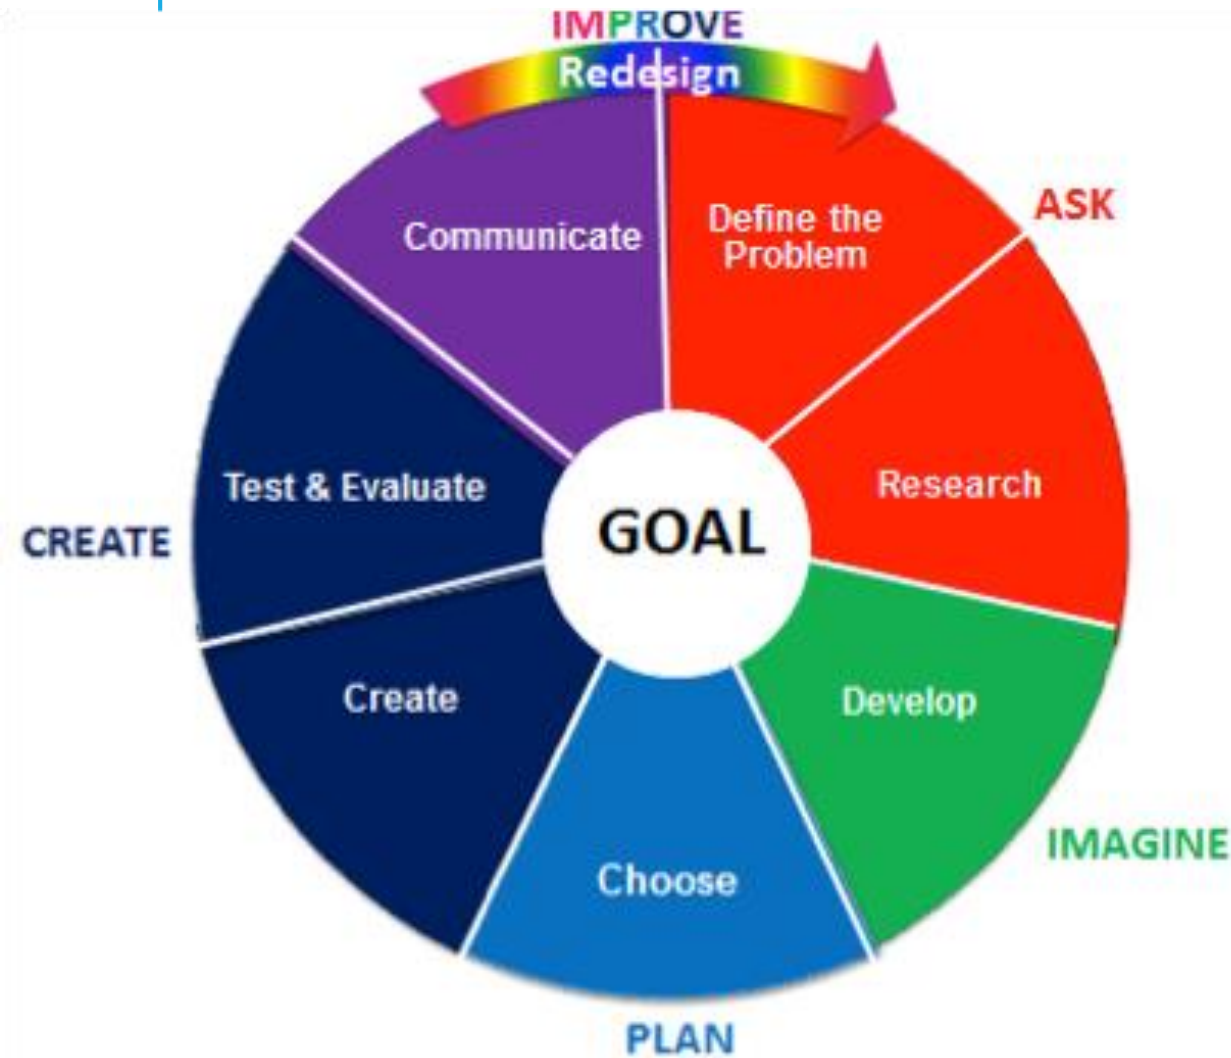 IMPROVE
Redesign
Communicate
Define the
Problem
ASK
Test & Evaluate
Research
CREATE
GOAL
Create
Develop
IMAGINE
Choose
PLAN